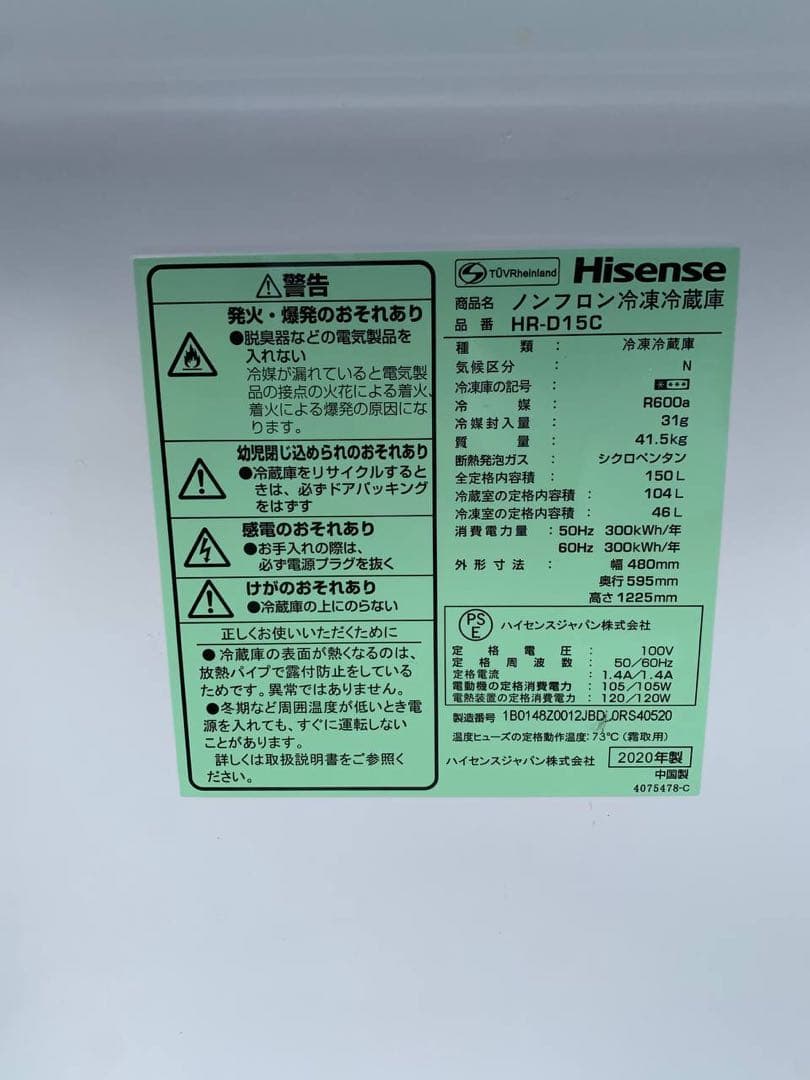 ⚠警告
発火・爆発のおそれあり
●脱臭器などの電気製品を
入れない
冷媒が漏れていると電気製
品の接点の火花による着火、
着火による爆発の原因にな
ります。
幼児閉じ込められのおそれあり
●冷蔵庫をリサイクルすると
きは、必ずドアパッキング
をはずす
感電のおそれあり
●お手入れの際は、
必ず電源プラグを抜く
けがのおそれあり
●冷蔵庫の上にのらない
正しくお使いいただくために
●冷蔵庫の表面が熱くなるのは、
放熱パイプで露付防止をしている
ためです。異常ではありません。
●冬期など周囲温度が低いとき電
源を入れても、すぐに運転しない
ことがあります。
詳しくは取扱説明書をご参照く
ださい。
TÜVRheinland Hisense
商品名 ノンフロン冷凍冷蔵庫
品番 HR-D15C
種類 : 冷凍冷蔵庫
気候区分 : N
冷凍庫の記号 :
冷媒 : R600a
冷媒封入量 : 31g
質量 : 41.5kg
断熱発泡ガス : シクロペンタン
全定格内容積 : 150L
冷蔵室の定格内容積 : 104L
冷凍室の定格内容積 : 46L
消費電力量 : 50Hz 300kWh/年
60Hz 300kWh/年
外形寸法 : 幅 480mm
奥行 595mm
高さ 1225mm
PSE ハイセンスジャパン株式会社
定格電圧 : 100V
定格周波数 : 50/60Hz
定格電流 : 1.4A/1.4A
電動機の定格消費電力 : 105/105W
電熱装置の定格消費電力 : 120/120W
製造番号
温度ヒューズの定格動作温度:73℃(霜取用)
ハイセンスジャパン株式会社 2020年製
中国製
4075478-C